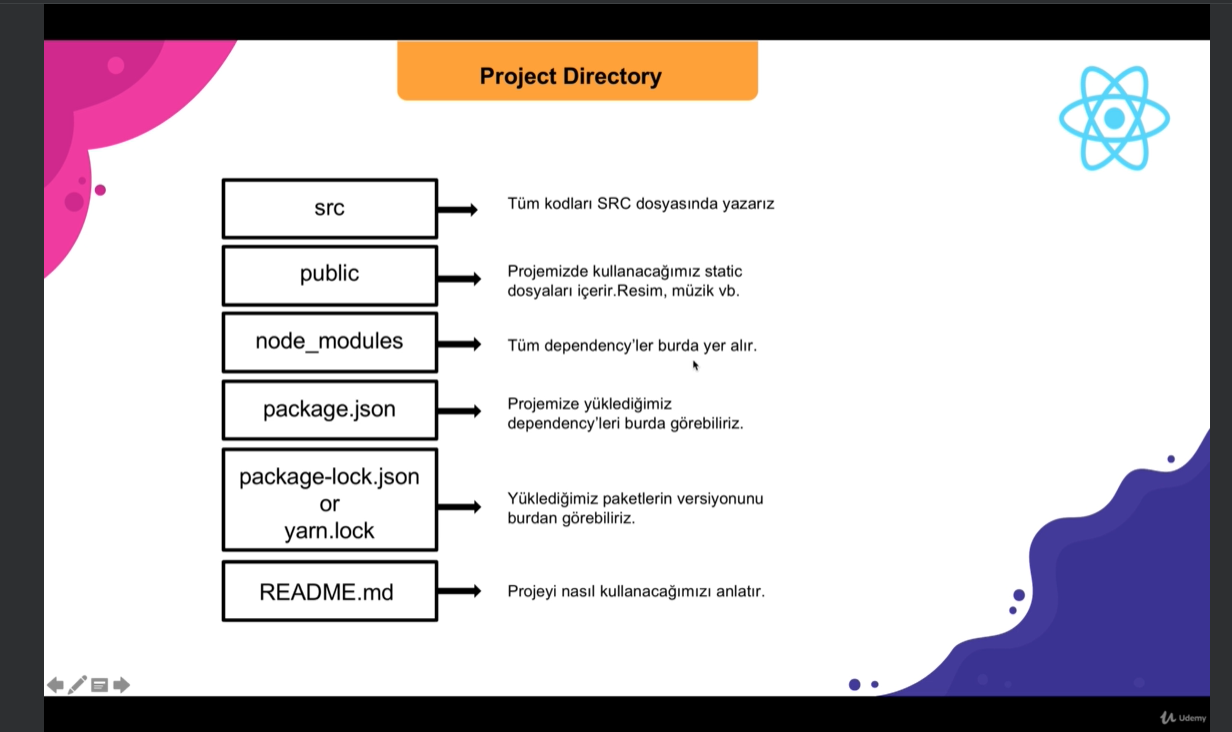 Project Directory
src
Tüm kodları SRC dosyasında yazarız
public
Projemizde kullanacağımız static
dosyaları içerir.Resim, müzik vb.
node_modules
Tüm dependency'ler burda yer alır.
package.json
Projemize yüklediğimiz
dependency'leri burda görebiliriz.
package-lock.json
or
yarn.lock
Yüklediğimiz paketlerin versiyonunu
burdan görebiliriz.
README.md
Projeyi nasıl kullanacağımızı anlatır.
Udemy